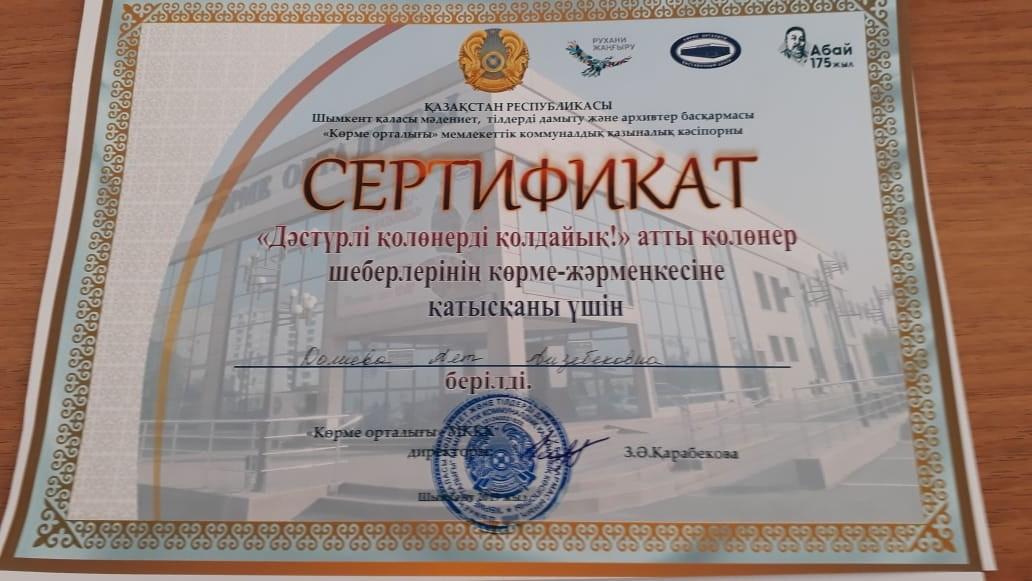 РУХАНИ
ЖАҢҒЫРУ
Абай
175 жыл
ҚАЗАҚСТАН РЕСПУБЛИКАСЫ
Шымкент қаласы мәдениет, тілдерді дамыту және архивтер басқармасы
«Көрме орталығы» мемлекеттік коммуналдық қазыналық кәсіпорны
СЕРТИФИКАТ
«Дәстүрлі қолөнерді қолдайық!» атты қолөнер
шеберлерінің көрме-жәрмеңкесіне
қатысқаны үшін
берілді.
«Көрме орталығы» МКҚК
директоры:
З.Ә.Қарабекова